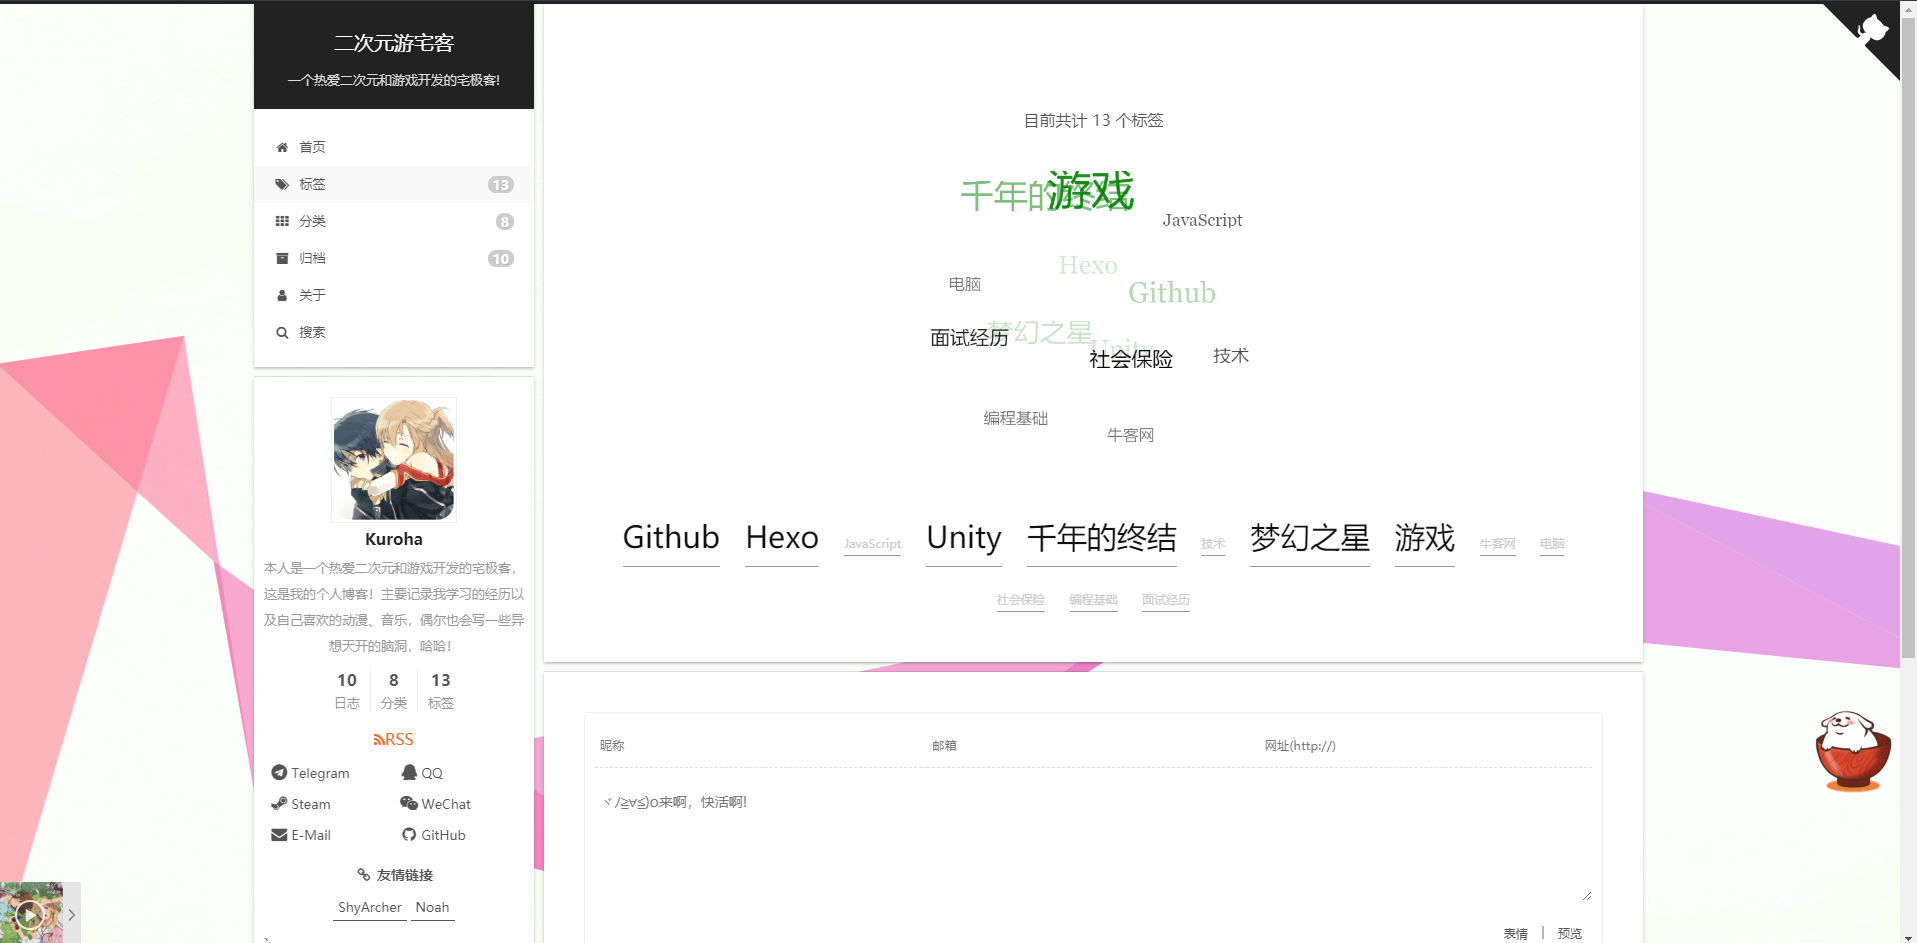 二次元游宅客
一个热爱二次元和游戏开发的宅极客!
首页
标签 13
分类 8
归档 10
关于
搜索
Kuroha
本人是一个热爱二次元和游戏开发的宅极客，
这是我的个人博客！主要记录我学习的经历以
及自己喜欢的动漫、音乐，偶尔也会写一些异
想天开的脑洞，哈哈！
10 8 13
日志 分类 标签
RSS
Telegram QQ
Steam WeChat
E-Mail GitHub
友情链接
ShyArcher Noah
目前共计 13 个标签
千年的终结
游戏
JavaScript
Hexo
电脑
Github
梦幻之星
面试经历
Unity
社会保险
技术
编程基础
牛客网
Github Hexo JavaScript Unity 千年的终结 技术 梦幻之星 游戏 牛客网 电脑
社会保险 编程基础 面试经历
昵称 邮箱 网址(http://)
ヾﾉ≧∀≦)o来啊，快活啊!
表情 | 预览